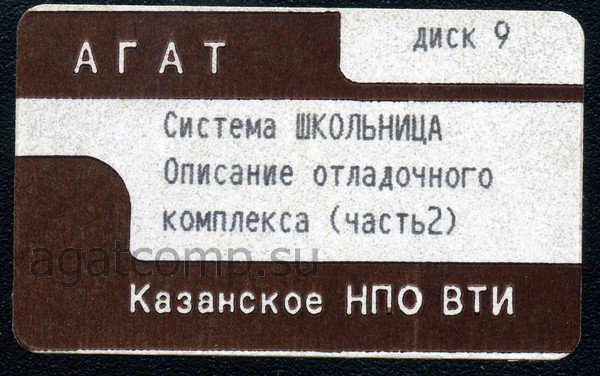 АГАТ
диск 9
Система ШКОЛЬНИЦА
Описание отладочного
комплекса (часть2)
agatcomp.su
Казанское НПО ВТИ